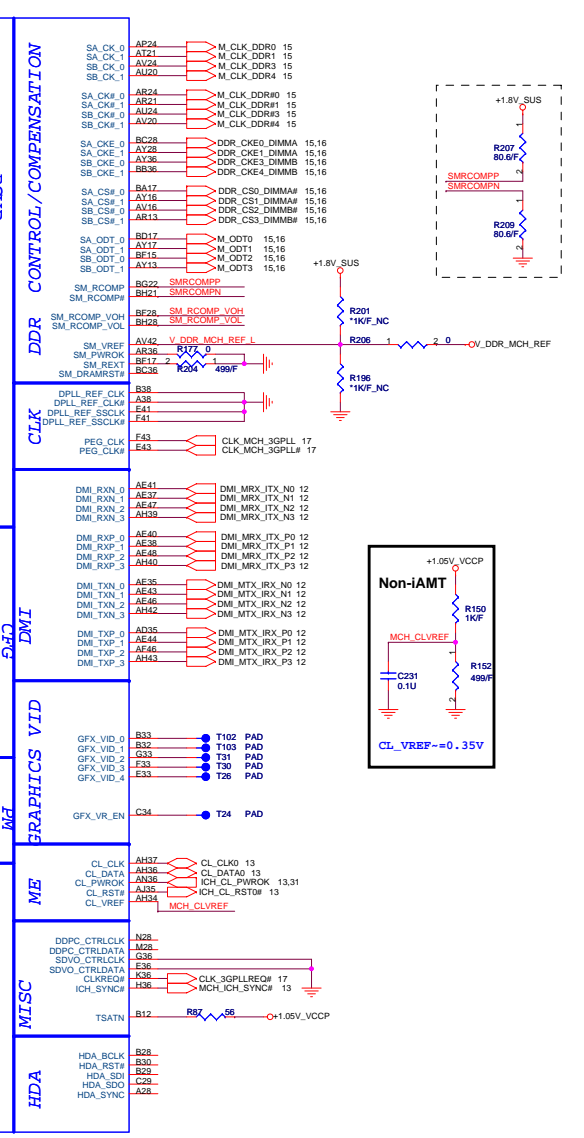 DDR CONTROL/COMPENSATION
SA_CK_0 AP24 M_CLK_DDR0 15
SA_CK_1 AT21 M_CLK_DDR1 15
SB_CK_0 AV24 M_CLK_DDR3 15
SB_CK_1 AU20 M_CLK_DDR4 15
SA_CK#_0 AR24 M_CLK_DDR#0 15
SA_CK#_1 AR21 M_CLK_DDR#1 15
SB_CK#_0 AU24 M_CLK_DDR#3 15
SB_CK#_1 AV20 M_CLK_DDR#4 15
SA_CKE_0 BC28 DDR_CKE0_DIMMA 15,16
SA_CKE_1 AY28 DDR_CKE1_DIMMA 15,16
SB_CKE_0 AY36 DDR_CKE3_DIMMB 15,16
SB_CKE_1 BB36 DDR_CKE4_DIMMB 15,16
SA_CS#_0 BA17 DDR_CS0_DIMMA# 15,16
SA_CS#_1 AY16 DDR_CS1_DIMMA# 15,16
SB_CS#_0 AV16 DDR_CS2_DIMMB# 15,16
SB_CS#_1 AR13 DDR_CS3_DIMMB# 15,16
SA_ODT_0 BD17 M_ODT0 15,16
SA_ODT_1 AY17 M_ODT1 15,16
SB_ODT_0 BF15 M_ODT2 15,16
SB_ODT_1 AY13 M_ODT3 15,16
SM_RCOMP BG22 SMRCOMPP
SM_RCOMP# BH21 SMRCOMPN
SM_RCOMP_VOH BF28 SM_RCOMP_VOH
SM_RCOMP_VOL BH28 SM_RCOMP_VOL
SM_VREF AV42 V_DDR_MCH_REF_L
SM_PWROK AR36 R177 0
SM_REXT BF17 2 R204 1 499/F
SM_DRAMRST# BC36
+1.8V_SUS
R201
*1K/F_NC
R206 1 2 0 V_DDR_MCH_REF
R196
*1K/F_NC
+1.8V_SUS
1
R207
80.6/F
2
SMRCOMPP
SMRCOMPN
1
R209
80.6/F
2
CLK
DPLL_REF_CLK B38
DPLL_REF_CLK# A38
DPLL_REF_SSCLK E41
DPLL_REF_SSCLK# F41
PEG_CLK F43 CLK_MCH_3GPLL 17
PEG_CLK# E43 CLK_MCH_3GPLL# 17
DMI
DMI_RXN_0 AE41 DMI_MRX_ITX_N0 12
DMI_RXN_1 AE37 DMI_MRX_ITX_N1 12
DMI_RXN_2 AE47 DMI_MRX_ITX_N2 12
DMI_RXN_3 AH39 DMI_MRX_ITX_N3 12
DMI_RXP_0 AE40 DMI_MRX_ITX_P0 12
DMI_RXP_1 AE38 DMI_MRX_ITX_P1 12
DMI_RXP_2 AE48 DMI_MRX_ITX_P2 12
DMI_RXP_3 AH40 DMI_MRX_ITX_P3 12
DMI_TXN_0 AE35 DMI_MTX_IRX_N0 12
DMI_TXN_1 AE43 DMI_MTX_IRX_N1 12
DMI_TXN_2 AE46 DMI_MTX_IRX_N2 12
DMI_TXN_3 AH42 DMI_MTX_IRX_N3 12
DMI_TXP_0 AD35 DMI_MTX_IRX_P0 12
DMI_TXP_1 AE44 DMI_MTX_IRX_P1 12
DMI_TXP_2 AF46 DMI_MTX_IRX_P2 12
DMI_TXP_3 AH43 DMI_MTX_IRX_P3 12
CFG
+1.05V_VCCP
Non-iAMT
R150
1K/F
MCH_CLVREF
1
R152
499/F
2
C231
0.1U
CL_VREF~=0.35V
GRAPHICS VID
GFX_VID_0 B33 T102 PAD
GFX_VID_1 B32 T103 PAD
GFX_VID_2 G33 T31 PAD
GFX_VID_3 F33 T30 PAD
GFX_VID_4 E33 T26 PAD
GFX_VR_EN C34 T24 PAD
PM
ME
CL_CLK AH37 CL_CLK0 13
CL_DATA AH36 CL_DATA0 13
CL_PWROK AN36 ICH_CL_PWROK 13,31
CL_RST# AJ35 ICH_CL_RST0# 13
CL_VREF AH34 MCH_CLVREF
MISC
DDPC_CTRLCLK N28
DDPC_CTRLDATA M28
SDVO_CTRLCLK G36
SDVO_CTRLDATA E36
CLKREQ# K36 CLK_3GPLLREQ# 17
ICH_SYNC# H36 MCH_ICH_SYNC# 13
TSATN B12 R87 56 +1.05V_VCCP
HDA
HDA_BCLK B28
HDA_RST# B30
HDA_SDI B29
HDA_SDO C29
HDA_SYNC A28